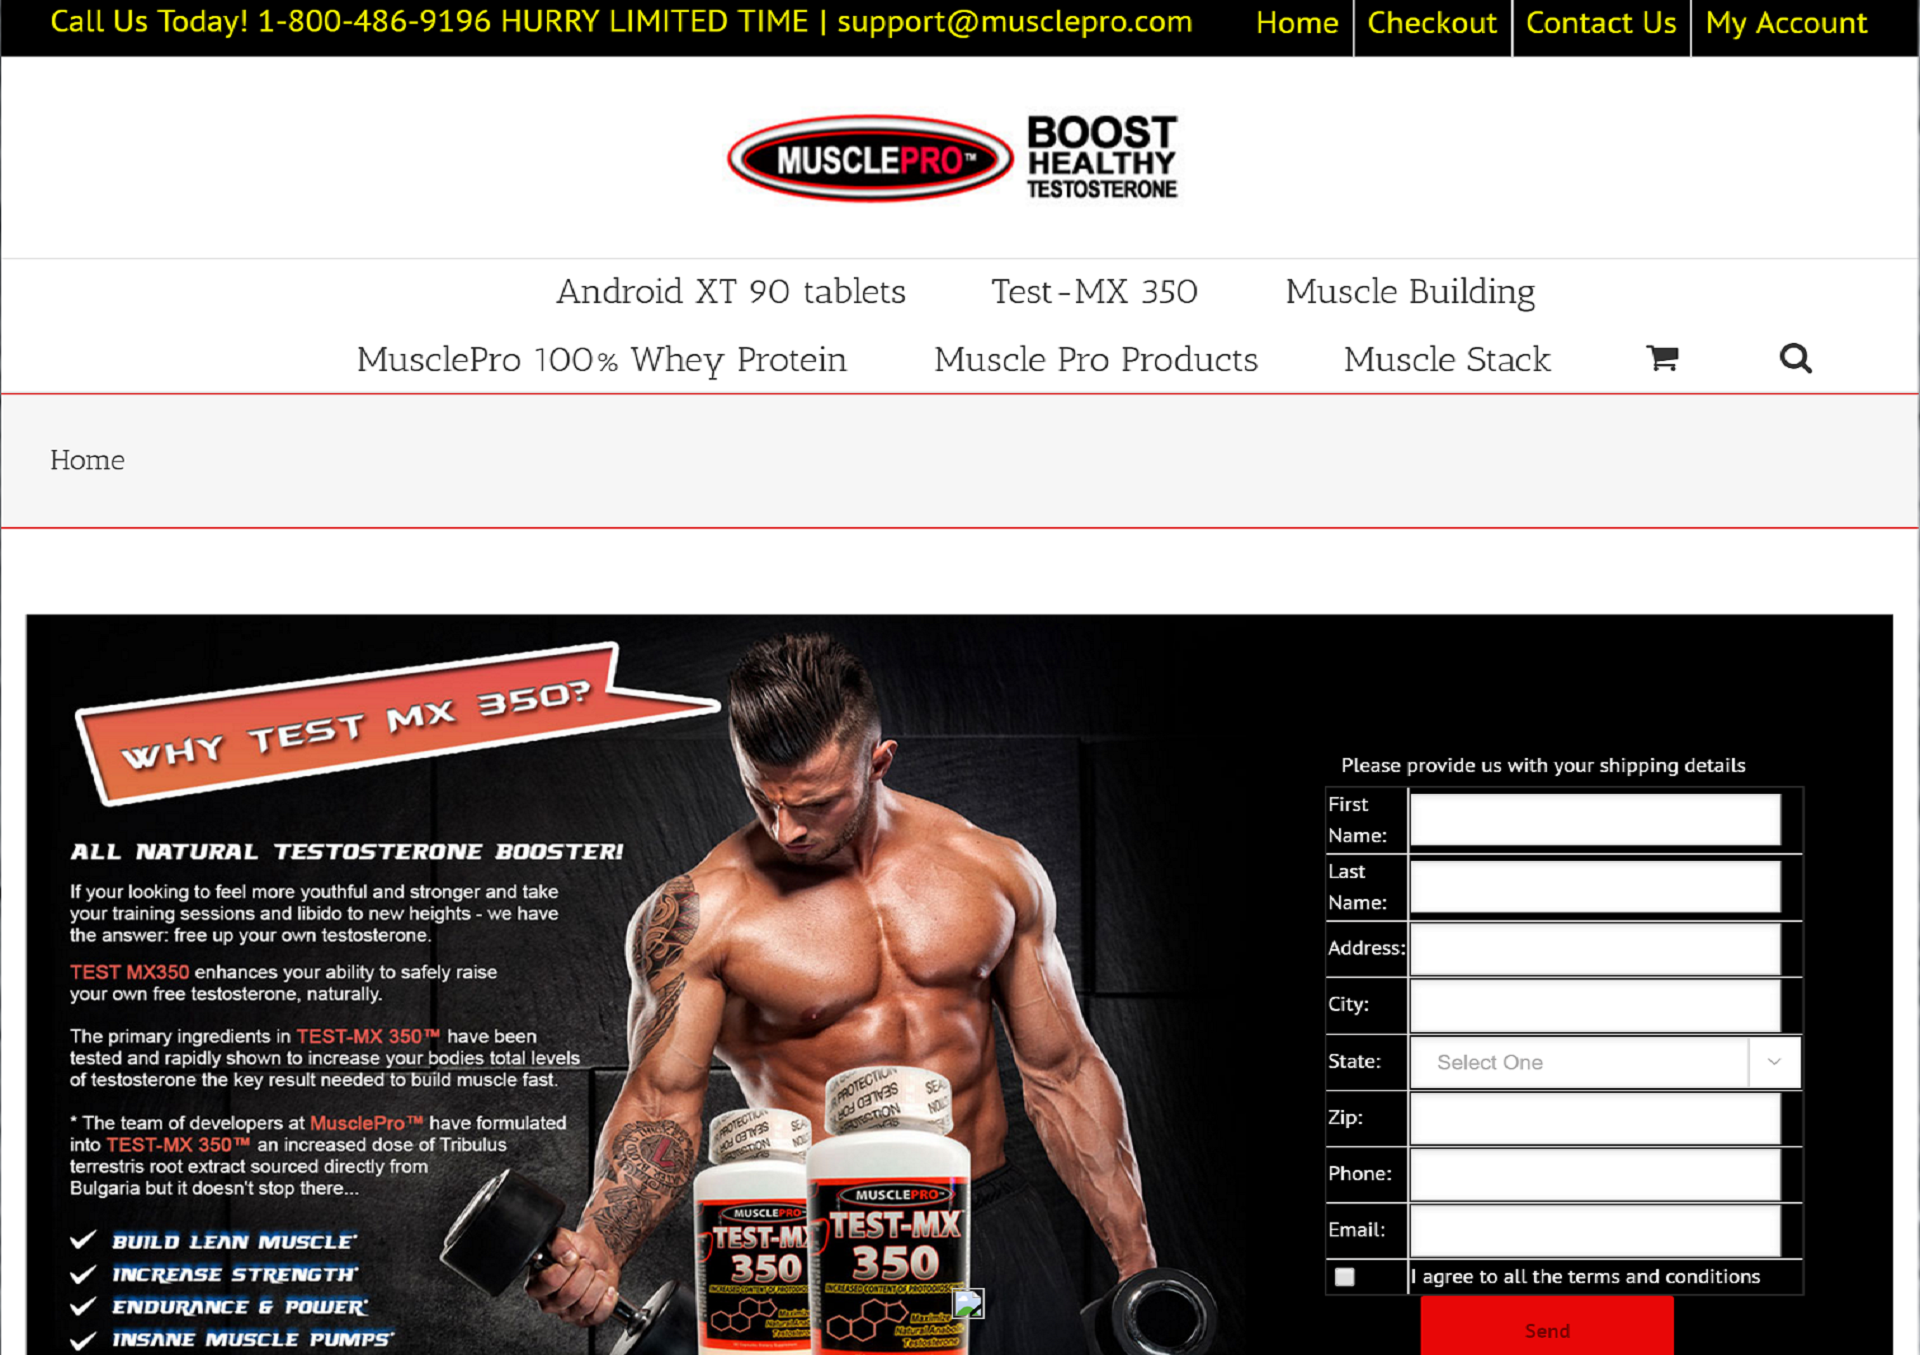 Call Us Today! 1-800-486-9196 HURRY LIMITED TIME | support@musclepro.com
Home
Checkout
Contact Us
My Account
MUSCLEPRO™
BOOST
HEALTHY
TESTOSTERONE
Android XT 90 tablets
Test-MX 350
Muscle Building
MusclePro 100% Whey Protein
Muscle Pro Products
Muscle Stack
Home
WHY TEST MX 350?
ALL NATURAL TESTOSTERONE BOOSTER!
If your looking to feel more youthful and stronger and take
your training sessions and libido to new heights - we have
the answer: free up your own testosterone.
TEST MX350 enhances your ability to safely raise
your own free testosterone, naturally.
The primary ingredients in TEST-MX 350™ have been
tested and rapidly shown to increase your bodies total levels
of testosterone the key result needed to build muscle fast.
* The team of developers at MusclePro™ have formulated
into TEST-MX 350™ an increased dose of Tribulus
terrestris root extract sourced directly from
Bulgaria but it doesn't stop there...
BUILD LEAN MUSCLE*
INCREASE STRENGTH*
ENDURANCE & POWER*
INSANE MUSCLE PUMPS*
MUSCLEPRO
TEST-M
350
MUSCLEPRO™
TEST-MX
350
Maximize
Natural Anabolic
Testosterone
Please provide us with your shipping details
First
Name:
Last
Name:
Address:
City:
State:
Select One
Zip:
Phone:
Email:
I agree to all the terms and conditions
Send